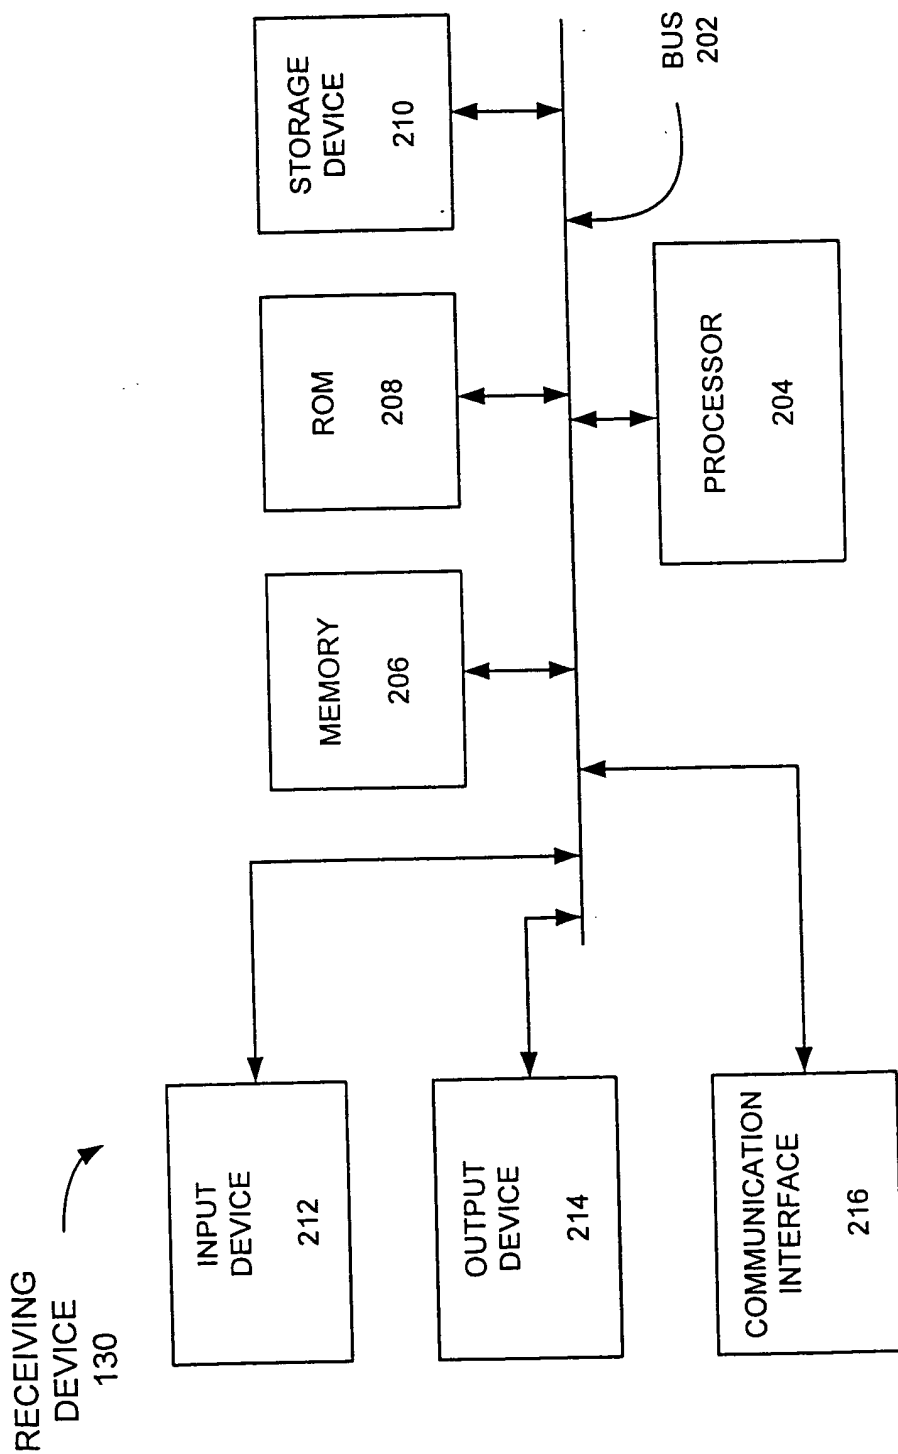 RECEIVING
DEVICE
130
INPUT
DEVICE
212
OUTPUT
DEVICE
214
COMMUNICATION
INTERFACE
216
MEMORY
206
ROM
208
STORAGE
DEVICE
210
PROCESSOR
204
BUS
202